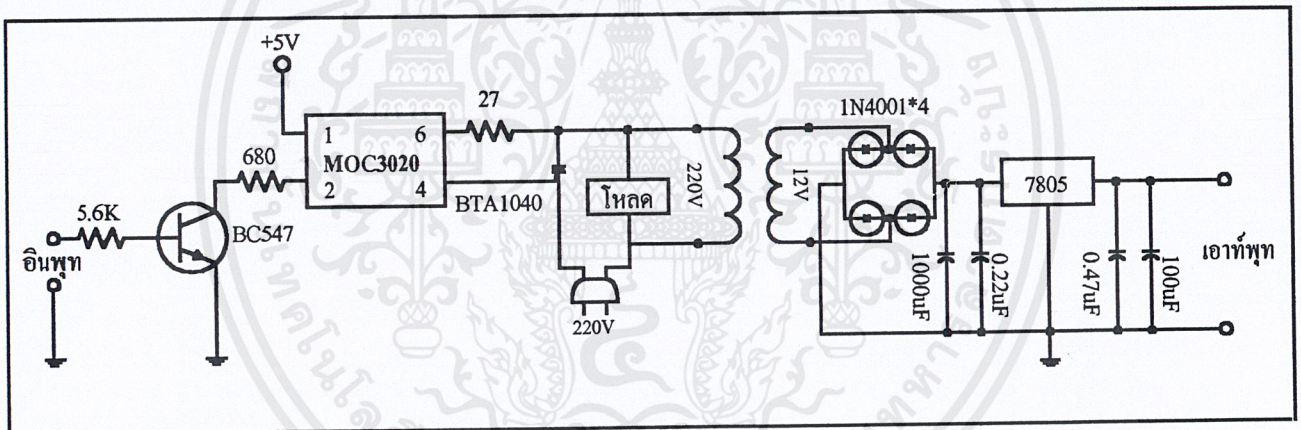 +5V
27
1N4001*4
1 6
MOC3020
2 4
680
5.6K
BC547
BTA1040
อินพุท
โหลด
220V
220V
12V
7805
1000uF
0.22uF
0.47uF
100uF
เอาท์พุท